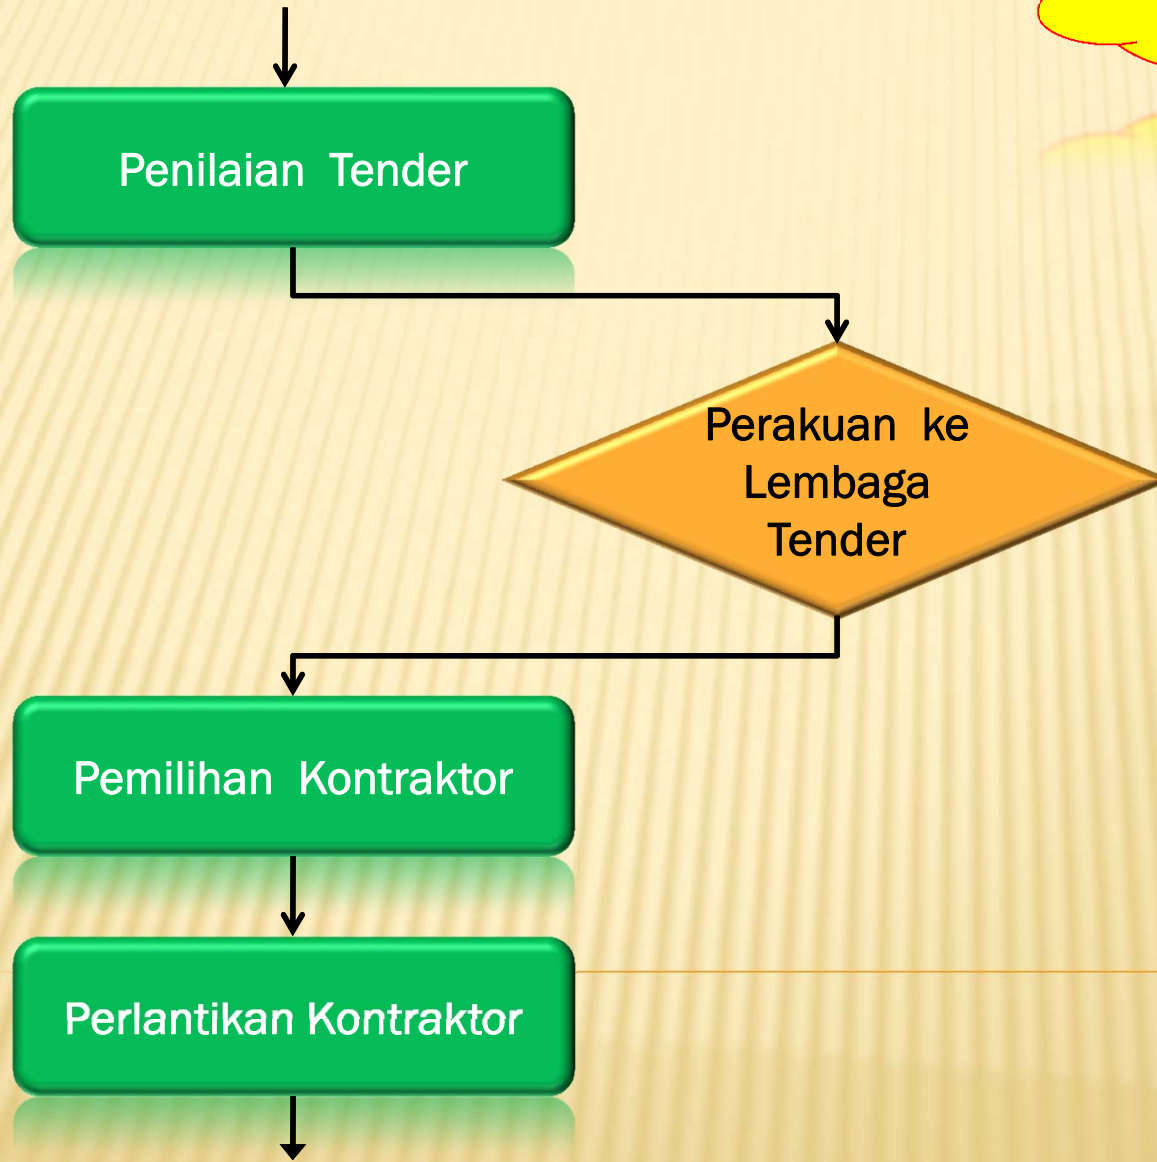 Penilaian Tender
Perakuan ke
Lembaga
Tender
Pemilihan Kontraktor
Perlantikan Kontraktor